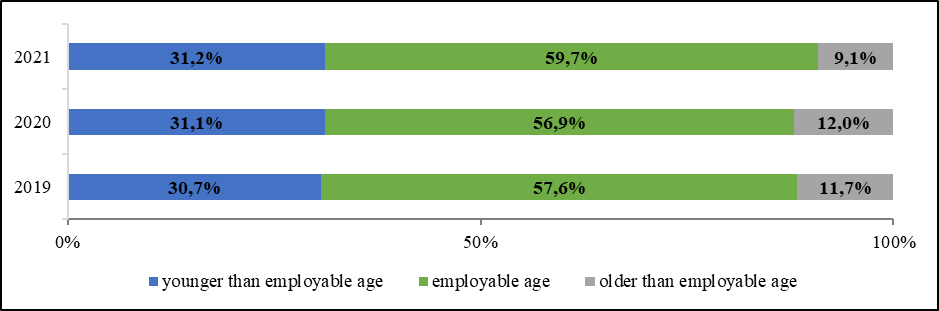 2021 31,2% 59,7% 9,1%
2020 31,1% 56,9% 12,0%
2019 30,7% 57,6% 11,7%
0% 50% 100%
younger than employable age employable age older than employable age